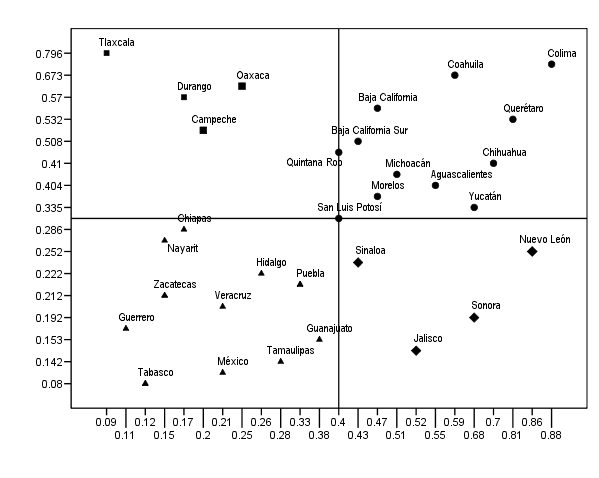 Tlaxcala
0.796
Colima
Coahuila
0.673
Oaxaca
Durango
0.57
Baja California
Querétaro
Campeche
0.532
Baja California Sur
0.508
Quintana Roo
Chihuahua
0.41
Michoacán
Aguascalientes
0.404
Morelos
Yucatán
0.335
San Luis Potosí
Chiapas
0.286
Nayarit
Nuevo León
0.252
Sinaloa
Hidalgo
0.222
Puebla
Zacatecas
0.212
Veracruz
Sonora
0.192
Guerrero
Guanajuato
0.153
Jalisco
Tamaulipas
0.142
México
Tabasco
0.08
0.09 0.12 0.17 0.21 0.26 0.33 0.4 0.47 0.52 0.59 0.7 0.86
0.11 0.15 0.2 0.25 0.28 0.38 0.43 0.51 0.55 0.68 0.81 0.88